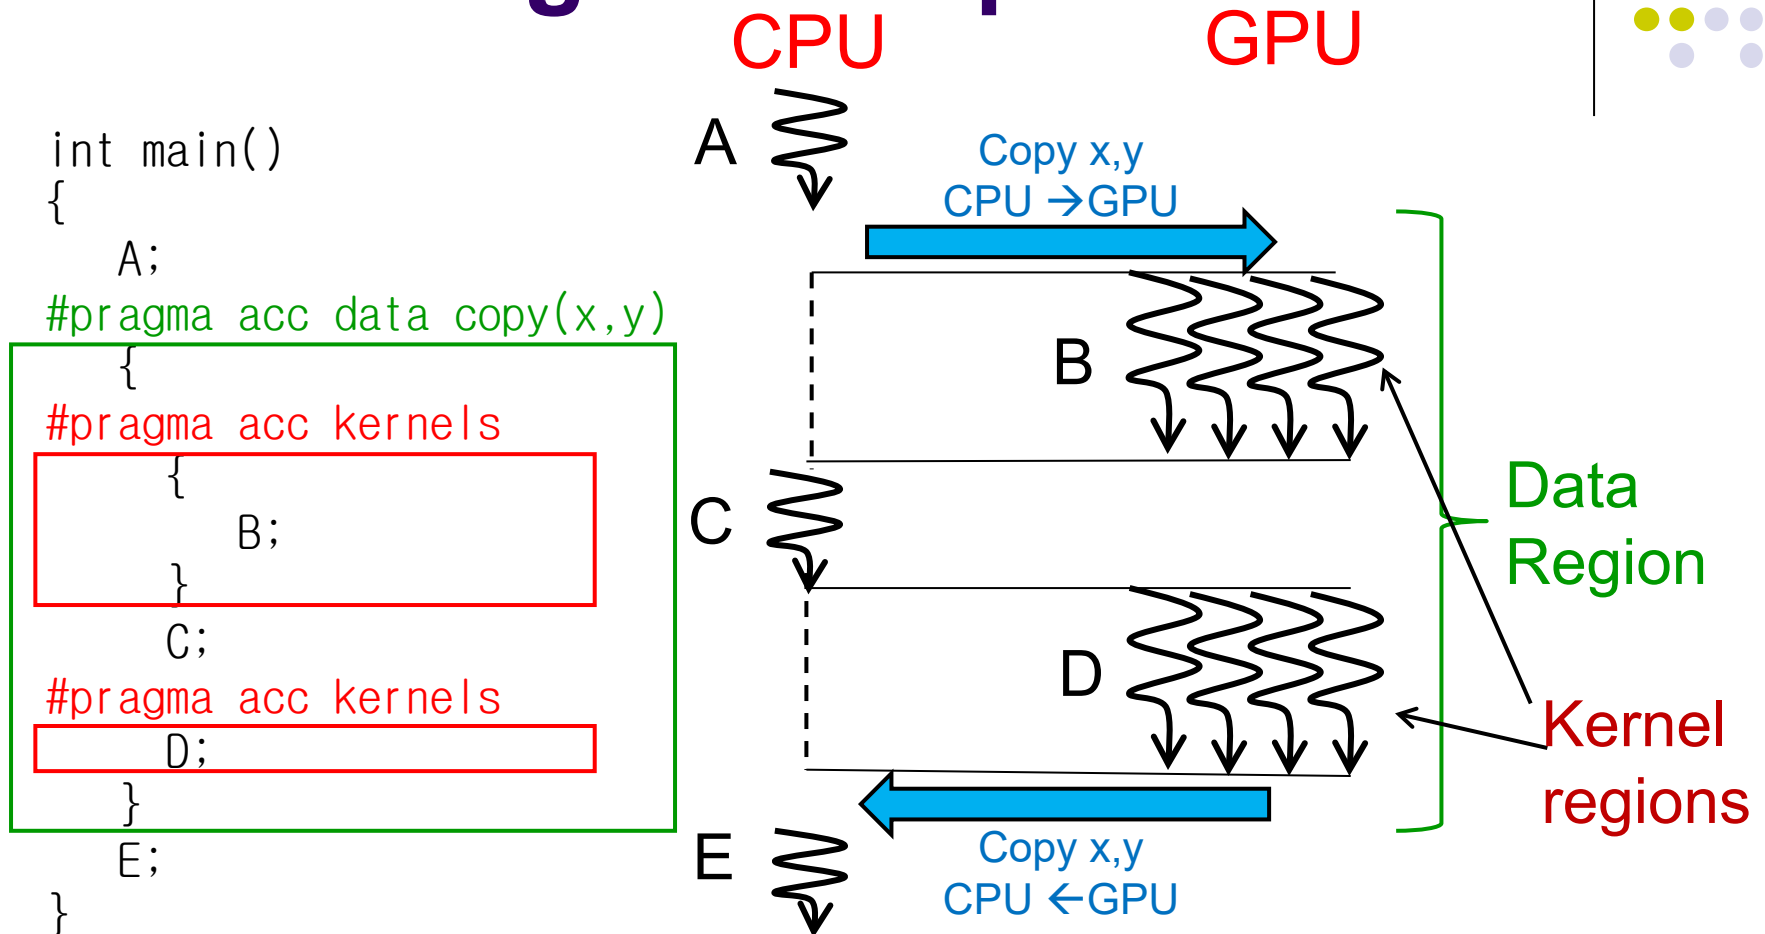 CPU
GPU
int main()
{
A;
#pragma acc data copy(x,y)
{
#pragma acc kernels
{
B;
}
C;
#pragma acc kernels
D;
}
E;
}
A
Copy x,y
CPU →GPU
B
C
D
E
Copy x,y
CPU ←GPU
Data
Region
Kernel
regions